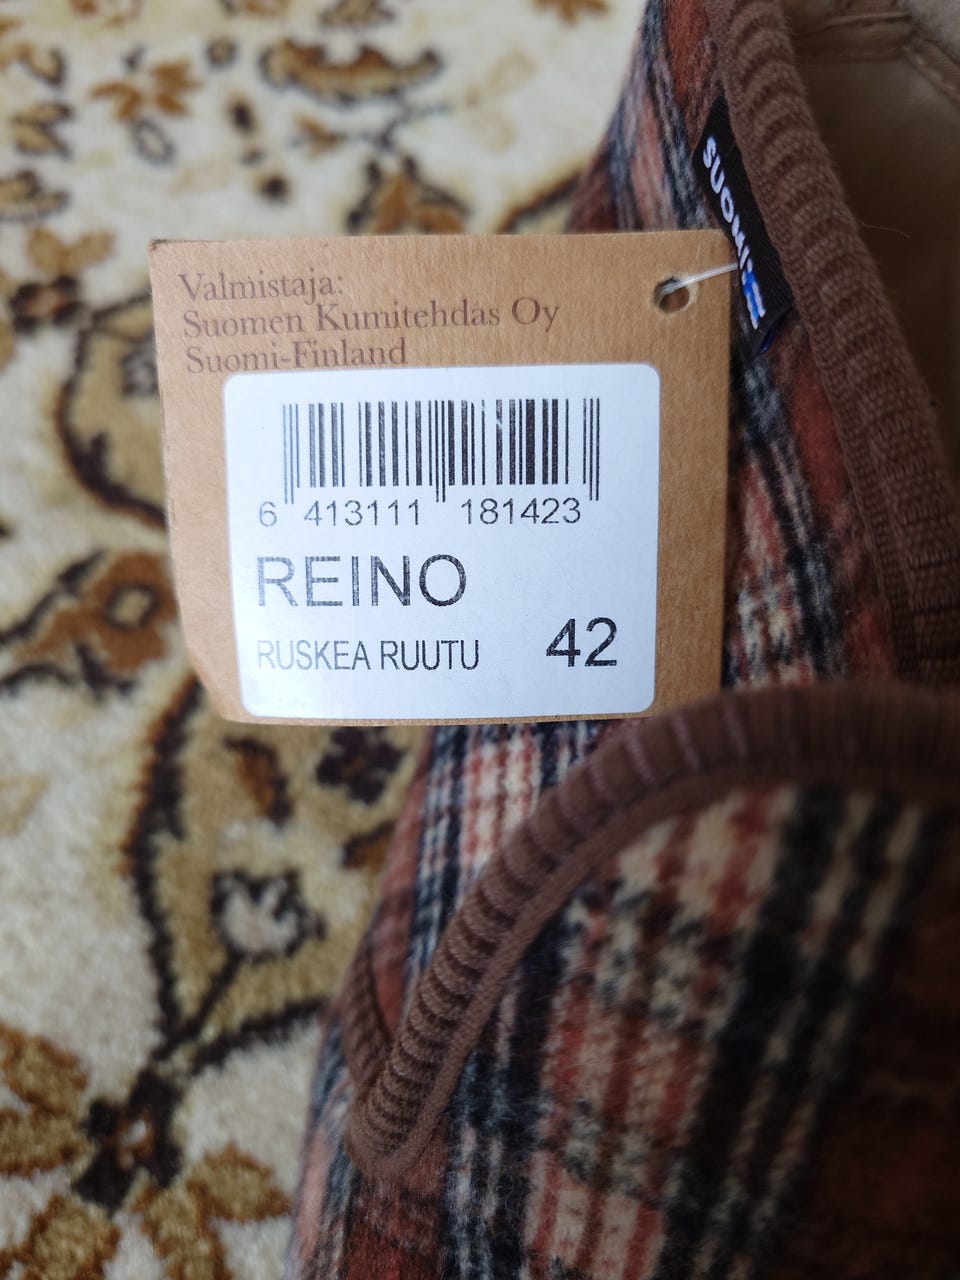 Valmistaja:
Suomen Kumitehdas Oy
Suomi-Finland
6 413111 181423
REINO
RUSKEA RUUTU 42
SUOMI